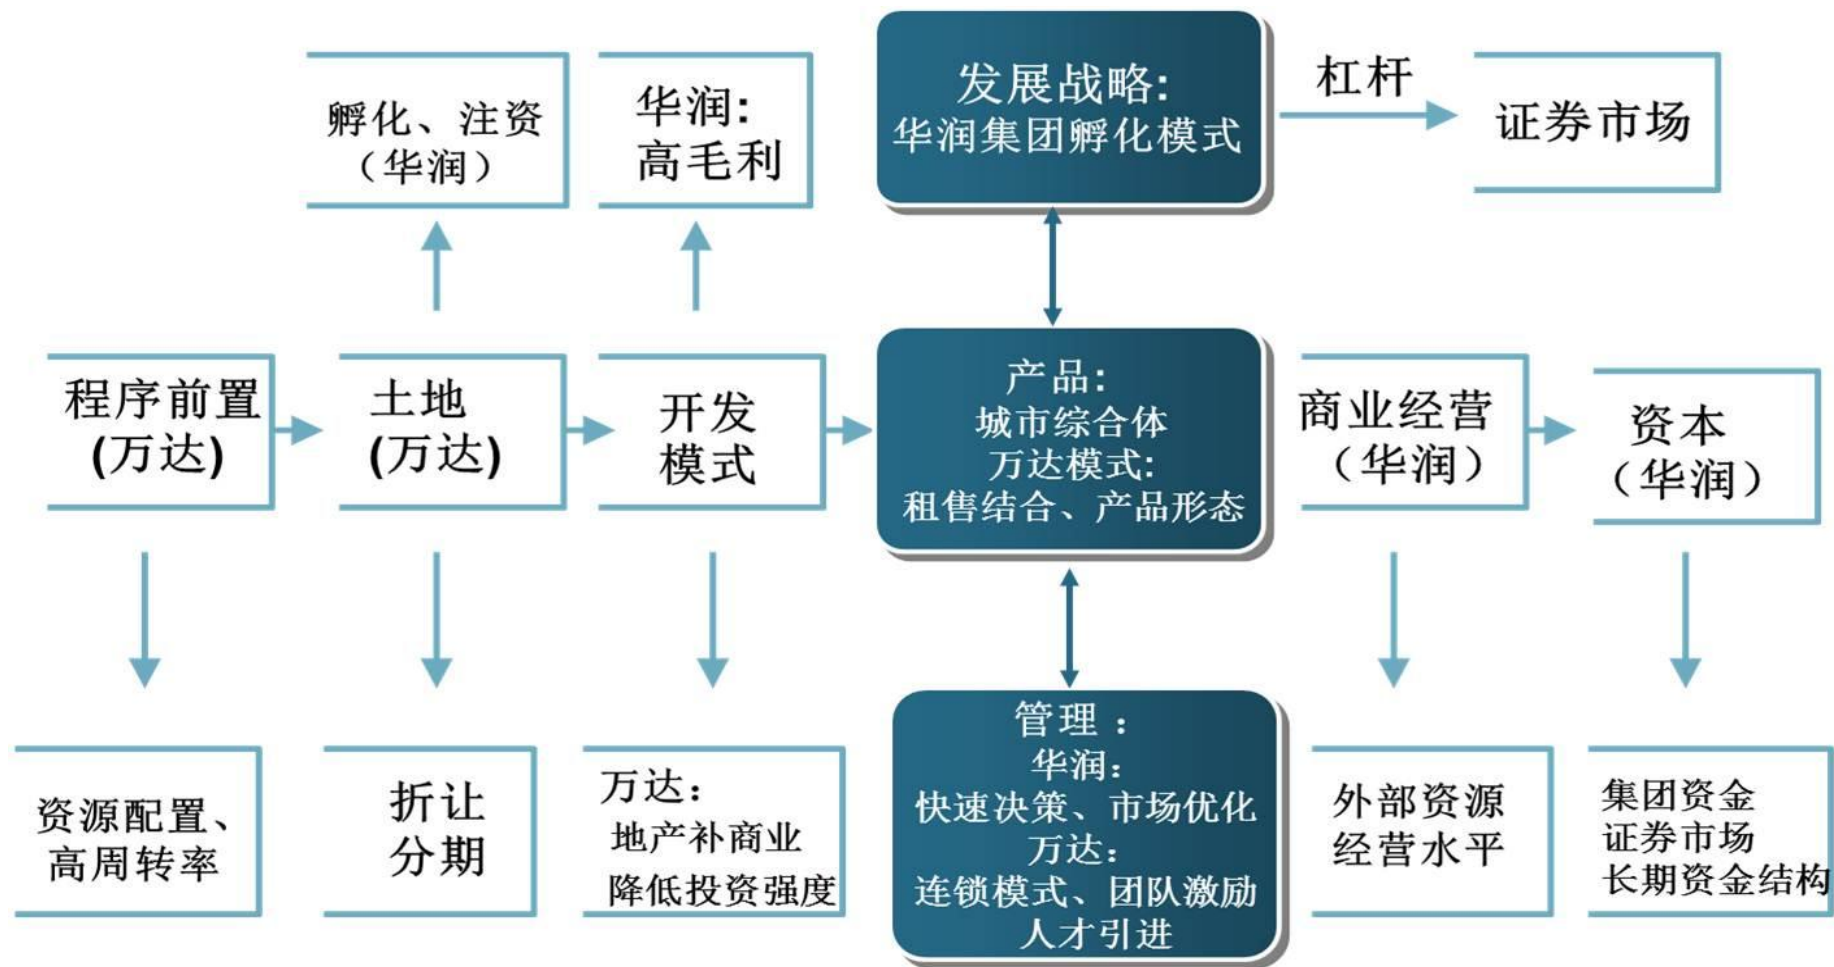 孵化、注资
（华润）
华润:
高毛利
发展战略:
华润集团孵化模式
杠杆
证券市场
程序前置
(万达)
土地
(万达)
开发
模式
产品:
城市综合体
万达模式:
租售结合、产品形态
商业经营
（华润）
资本
（华润）
资源配置、
高周转率
折让
分期
万达：
地产补商业
降低投资强度
管理：
华润：
快速决策、市场优化
万达：
连锁模式、团队激励
人才引进
外部资源
经营水平
集团资金
证券市场
长期资金结构